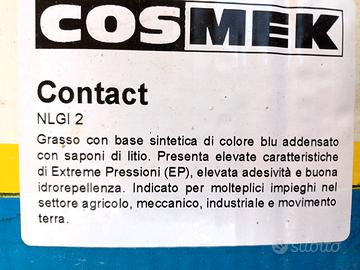 COSMEK
Contact
NLGI 2
Grasso con base sintetica di colore blu addensato
con saponi di litio. Presenta elevate caratteristiche
di Extreme Pressioni (EP), elevata adesività e buona
idrorepellenza. Indicato per molteplici impieghi nel
settore agricolo, meccanico, industriale e movimento
terra.
subito